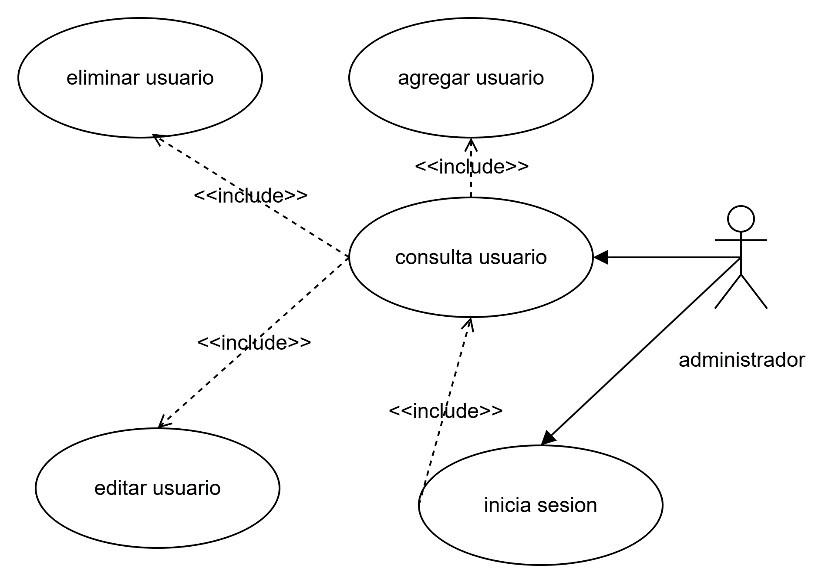 eliminar usuario
agregar usuario
<<include>>
<<include>>
consulta usuario
<<include>>
administrador
<<include>>
editar usuario
inicia sesion